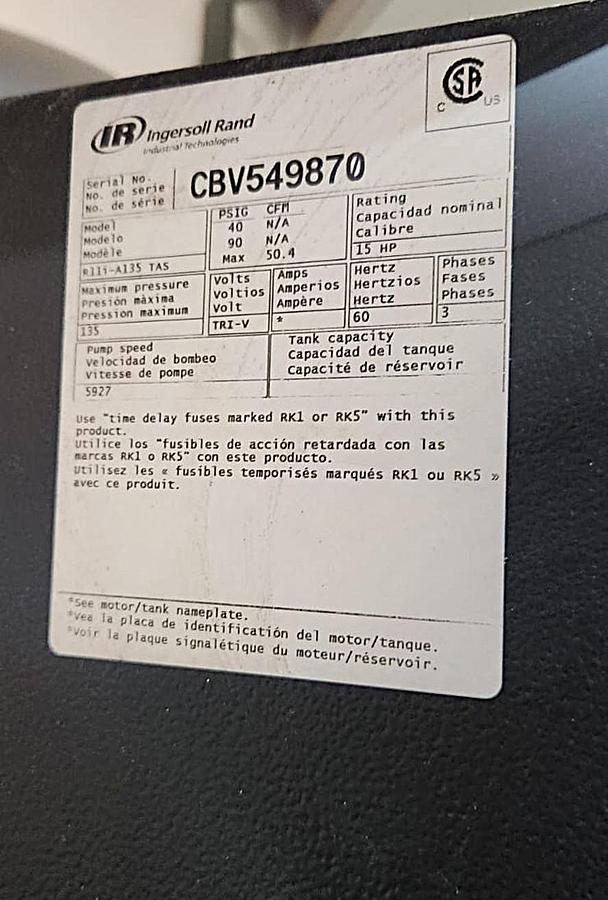 IR Ingersoll Rand
Industrial Technologies
SA
C US
Serial No.
No. de serie
No. de série
CBV549870
Model
Modelo
Modèle
R11i-A135 TAS
PSIG CFM
40 N/A
90 N/A
Max 50.4
Rating
Capacidad nominal
Calibre
15 HP
Maximum pressure
Presión màxima
Pression maximum
135
Volts
Voltios
Volt
TRI-V
Amps
Amperios
Ampère
*
Hertz
Hertzios
Hertz
60
Phases
Fases
Phases
3
Pump speed
Velocidad de bombeo
Vitesse de pompe
5927
Tank capacity
Capacidad del tanque
Capacité de réservoir
Use "time delay fuses marked RK1 or RK5" with this
product.
Utilice los "fusibles de acción retardada con las
marcas RK1 o RK5" con este producto.
Utilisez les « fusibles temporisés marqués RK1 ou RK5 »
avec ce produit.
*See motor/tank nameplate.
*Vea la placa de identificación del motor/tanque.
*Voir la plaque signalétique du moteur/réservoir.